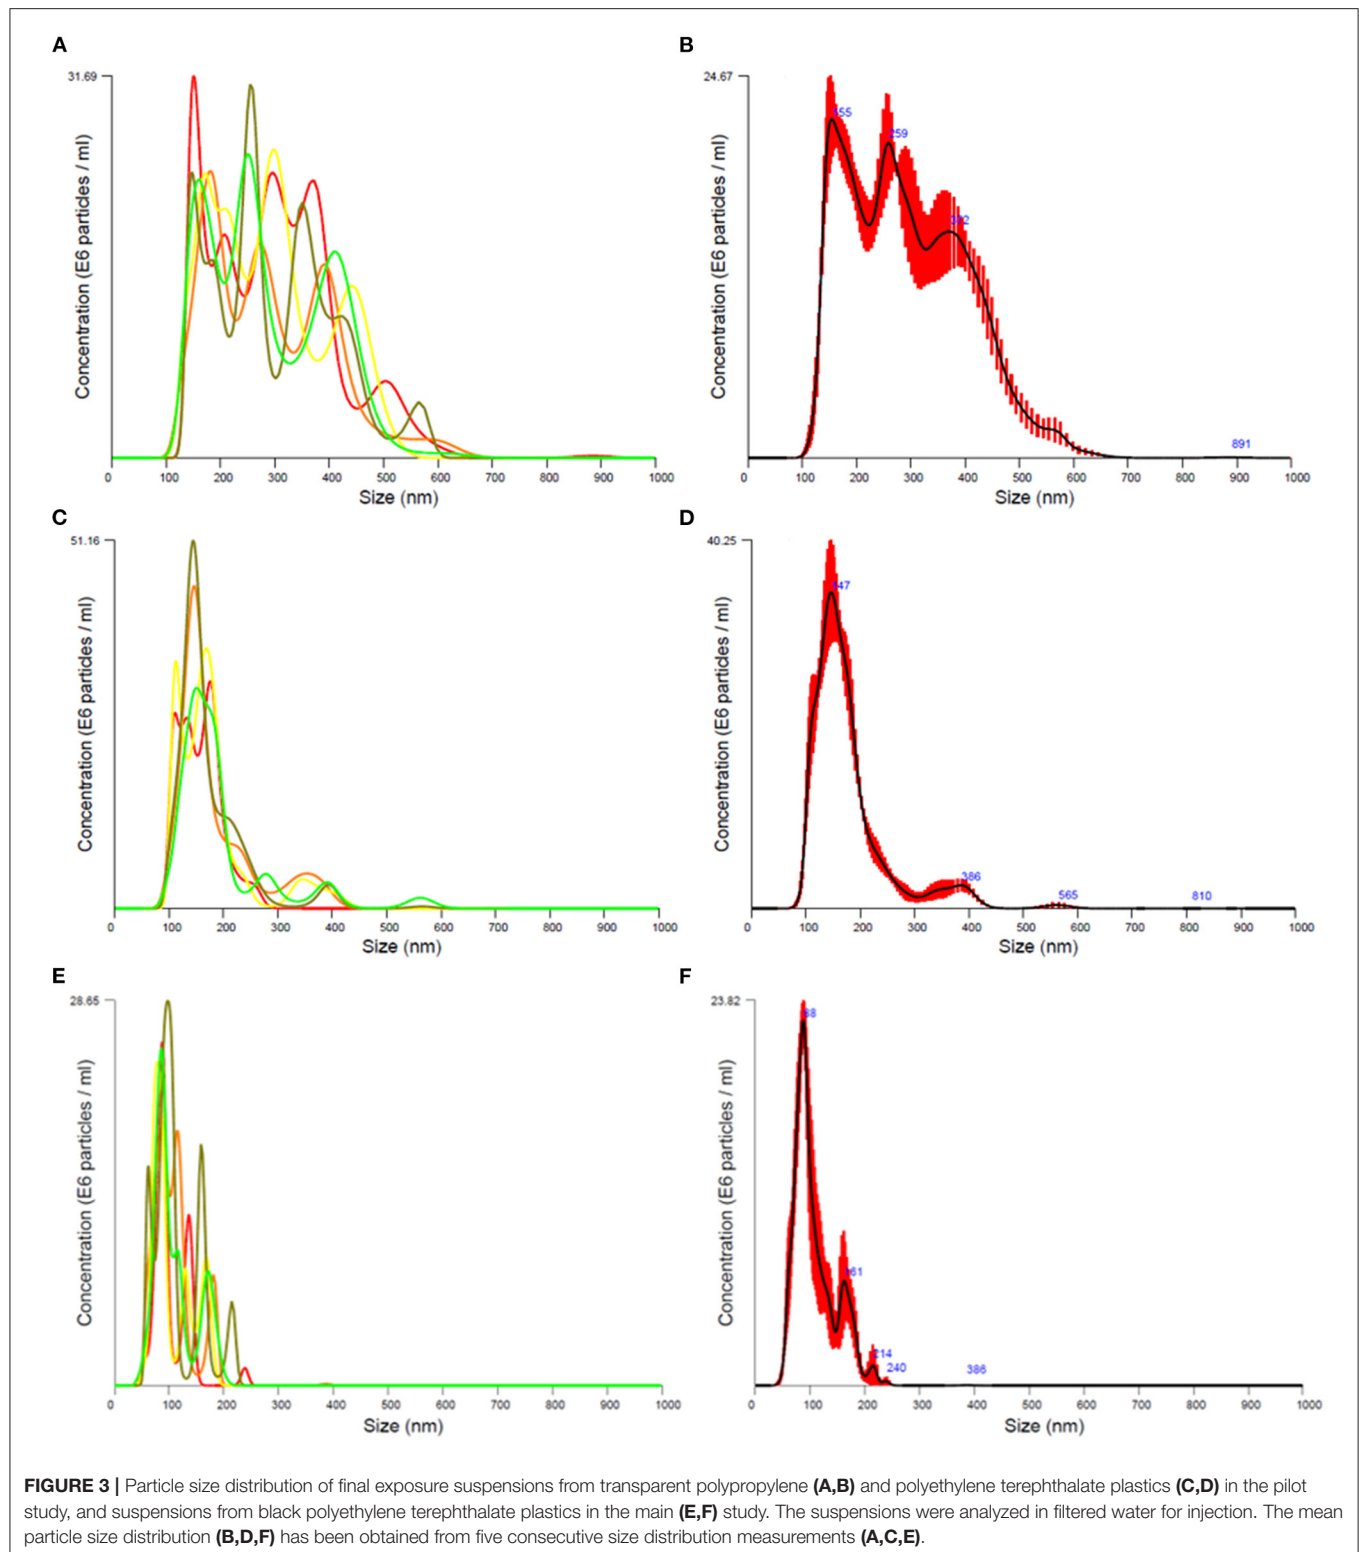 A
31.69
Concentration (E6 particles / ml)
0 100 200 300 400 500 600 700 800 900 1000
Size (nm)
B
24.67
155
259
372
891
Concentration (E6 particles / ml)
0 100 200 300 400 500 600 700 800 900 1000
Size (nm)
C
51.16
Concentration (E6 particles / ml)
0 100 200 300 400 500 600 700 800 900 1000
Size (nm)
D
40.25
147
386
565
810
Concentration (E6 particles / ml)
0 100 200 300 400 500 600 700 800 900 1000
Size (nm)
E
28.65
Concentration (E6 particles / ml)
0 100 200 300 400 500 600 700 800 900 1000
Size (nm)
F
23.82
88
161
214
240
386
Concentration (E6 particles / ml)
0 100 200 300 400 500 600 700 800 900 1000
Size (nm)
FIGURE 3 | Particle size distribution of final exposure suspensions from transparent polypropylene (A,B) and polyethylene terephthalate plastics (C,D) in the pilot
study, and suspensions from black polyethylene terephthalate plastics in the main (E,F) study. The suspensions were analyzed in filtered water for injection. The mean
particle size distribution (B,D,F) has been obtained from five consecutive size distribution measurements (A,C,E).